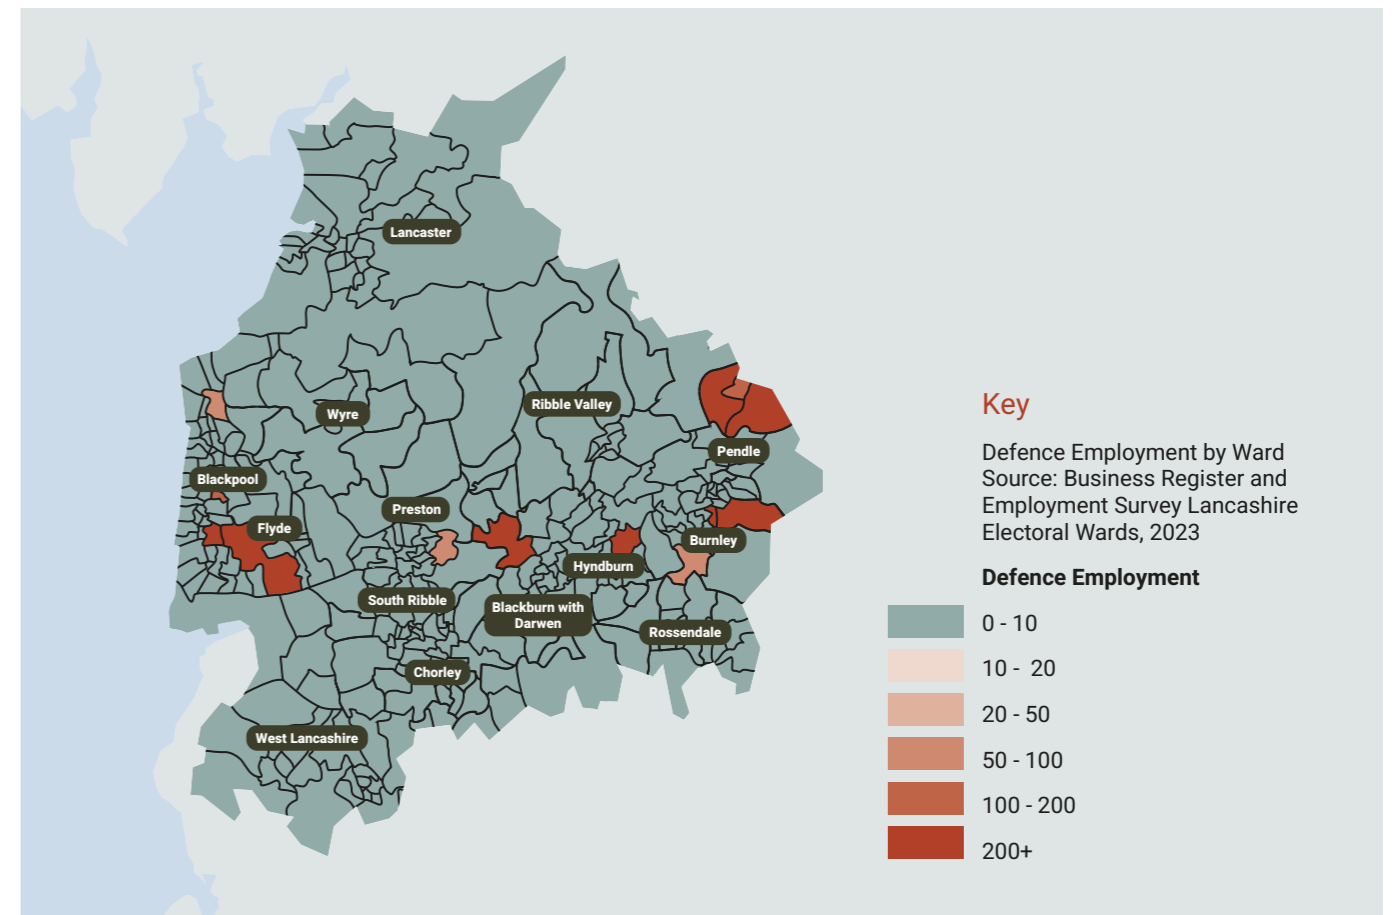 Lancaster
Wyre
Ribble Valley
Pendle
Blackpool
Preston
Flyde
Burnley
Hyndburn
South Ribble
Blackburn with
Darwen
Rossendale
Chorley
West Lancashire
Key
Defence Employment by Ward
Source: Business Register and
Employment Survey Lancashire
Electoral Wards, 2023
Defence Employment
0 - 10
10 - 20
20 - 50
50 - 100
100 - 200
200+